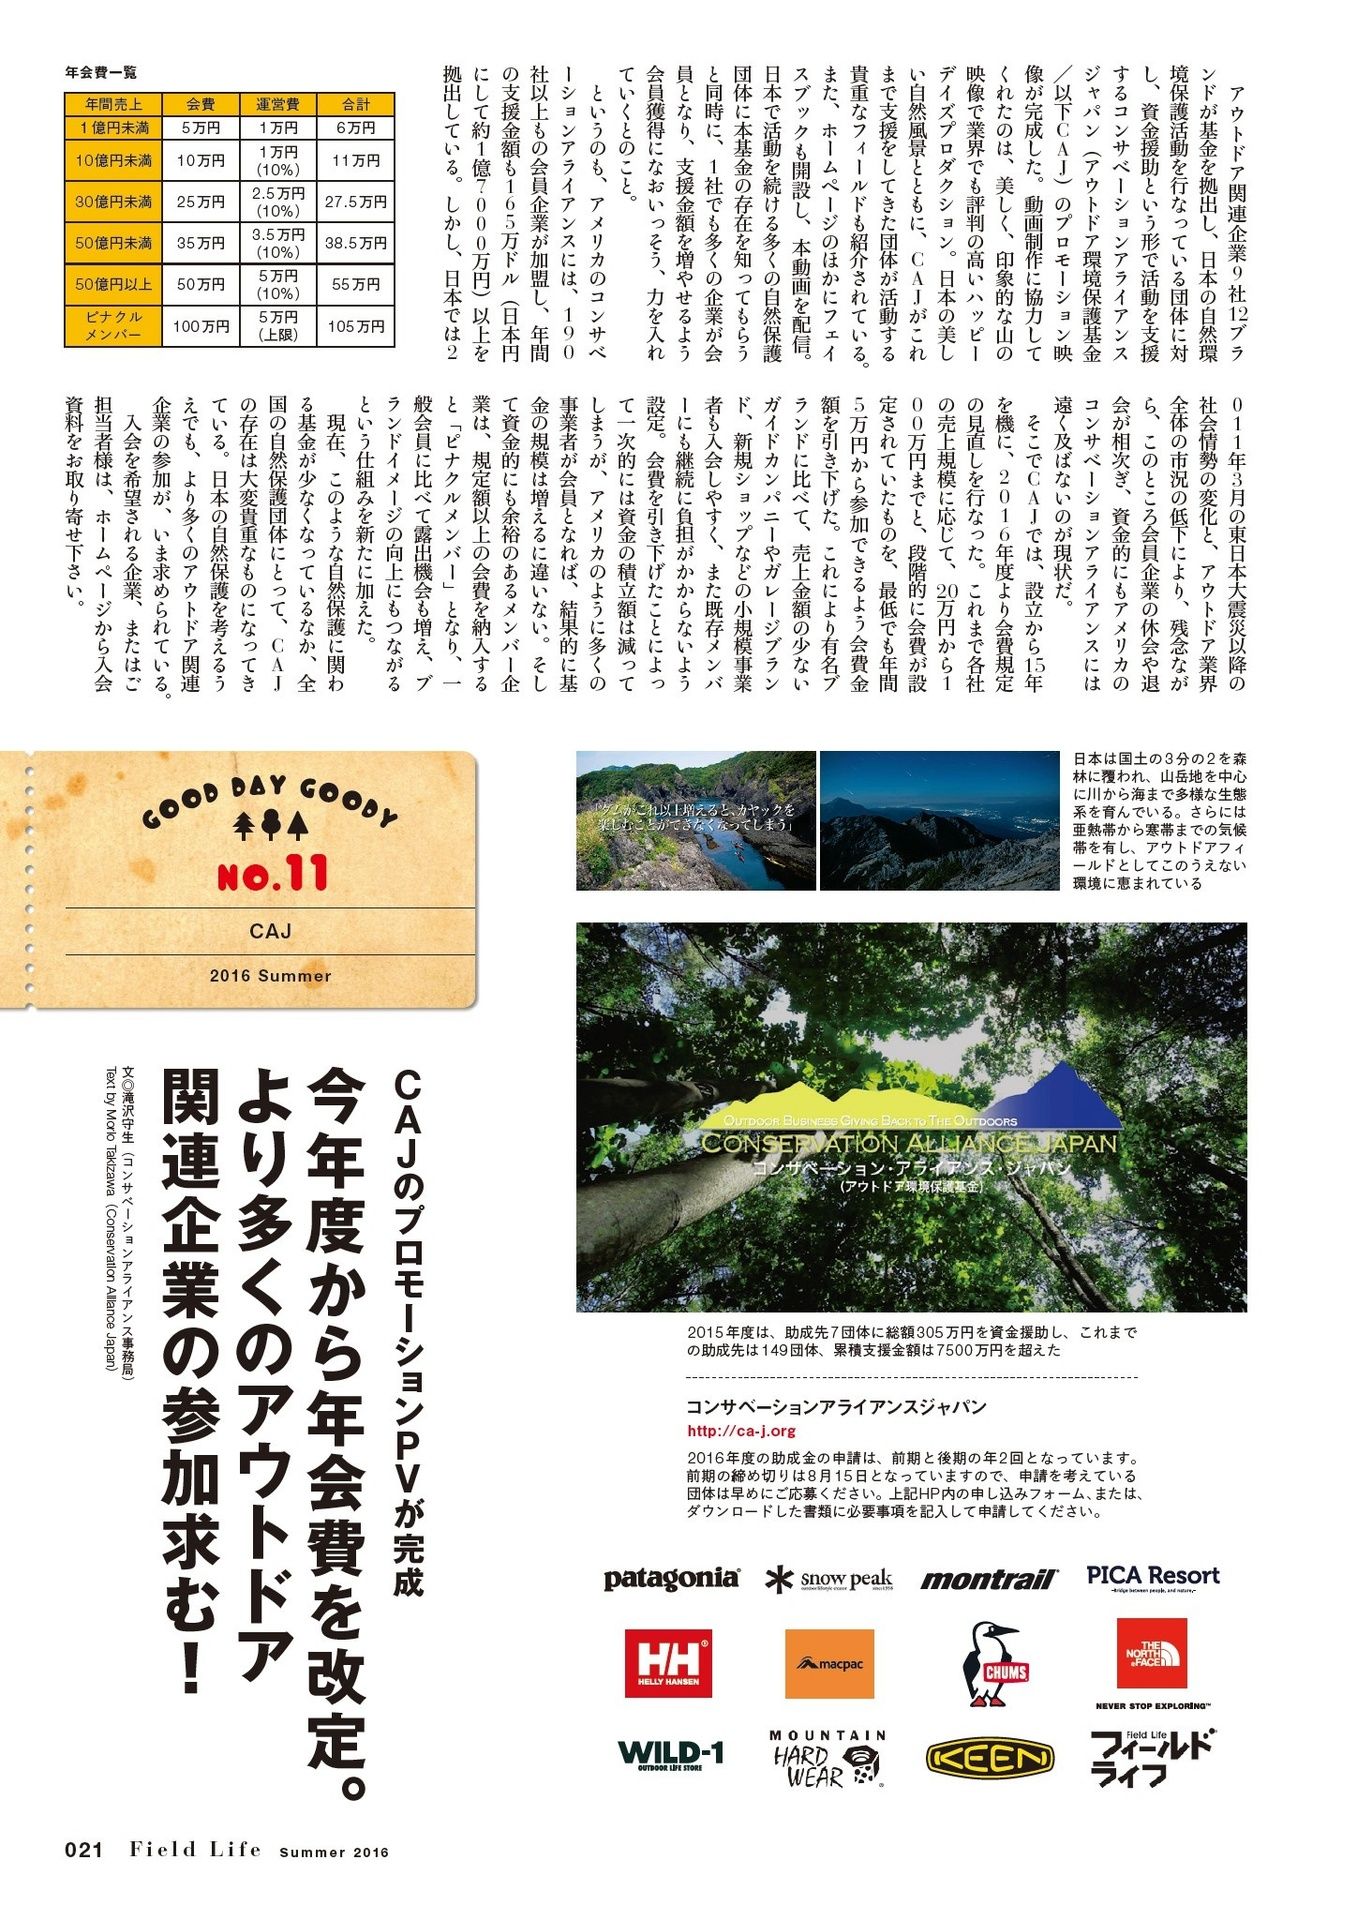 アウトドア関連企業9社12ブラ
ンドが基金を拠出し、日本の自然環
境保護活動を行なっている団体に対
し、資金援助という形で活動を支援
するコンサベーションアライアンス
ジャパン（アウトドア環境保護基金
／以下CAJ）のプロモーション映
像が完成した。動画制作に協力して
くれたのは、美しく、印象的な山の
映像で業界でも評判の高いハッピー
デイズプロダクション。日本の美し
い自然風景とともに、CAJがこれ
まで支援をしてきた団体が活動する
貴重なフィールドも紹介されている。
また、ホームページのほかにフェイ
スブックも開設し、本動画を配信。
日本で活動を続ける多くの自然保護
団体に本基金の存在を知ってもらう
と同時に、1社でも多くの企業が会
員となり、支援金額を増やせるよう
会員獲得になおいっそう、力を入れ
ていくとのこと。
というのも、アメリカのコンサベ
ーションアライアンスには、190
社以上もの会員企業が加盟し、年間
の支援金額も165万ドル（日本円
にして約1億7000万円）以上を
拠出している。しかし、日本では2
年会費一覧
年間売上 会費 運営費 合計
1億円未満 5万円 1万円 6万円
10億円未満 10万円 1万円（10%） 11万円
30億円未満 25万円 2.5万円（10%） 27.5万円
50億円未満 35万円 3.5万円（10%） 38.5万円
50億円以上 50万円 5万円（10%） 55万円
ピナクルメンバー 100万円 5万円（上限） 105万円
011年3月の東日本大震災以降の
社会情勢の変化と、アウトドア業界
全体の市況の低下により、残念なが
ら、このところ会員企業の休会や退
会が相次ぎ、資金的にもアメリカの
コンサベーションアライアンスには
遠く及ばないのが現状だ。
そこでCAJでは、設立から15年
を機に、2016年度より会費規定
の見直しを行なった。これまで各社
の売上規模に応じて、20万円から1
00万円までと、段階的に会費が設
定されていたものを、最低でも年間
5万円から参加できるよう会費金
額を引き下げた。これにより有名ブ
ランドに比べて、売上金額の少ない
ガイドカンパニーやガレージブラン
ド、新規ショップなどの小規模事業
者も入会しやすく、また既存メンバ
ーにも継続に負担がかからないよう
設定。会費を引き下げたことによっ
て一次的には資金の積立額は減って
しまうが、アメリカのように多くの
事業者が会員となれば、結果的に基
金の規模は増えるに違いない。そし
て資金的にも余裕のあるメンバー企
業は、規定額以上の会費を納入する
と「ピナクルメンバー」となり、一
般会員に比べて露出機会も増え、ブ
ランドイメージの向上にもつながる
という仕組みを新たに加えた。
現在、このような自然保護に関わ
る基金が少なくなっているなか、全
国の自然保護団体にとって、CAJ
の存在は大変貴重なものになってき
ている。日本の自然保護を考えるう
えでも、より多くのアウトドア関連
企業の参加が、いま求められている。
入会を希望される企業、またはご
担当者様は、ホームページから入会
資料をお取り寄せ下さい。
GOOD DAY GOODY
NO.11
CAJ
2016 Summer
「ダムがこれ以上増えると、カヤックを
楽しむことができなくなってしまう」
日本は国土の3分の2を森
林に覆われ、山岳地を中心
に川から海まで多様な生態
系を育んでいる。さらには
亜熱帯から寒帯までの気候
帯を有し、アウトドアフィ
ールドとしてこのうえない
環境に恵まれている
OUTDOOR BUSINESS GIVING BACK TO THE OUTDOORS
CONSERVATION ALLIANCE JAPAN
コンサベーション・アライアンス・ジャパン
(アウトドア環境保護基金)
2015年度は、助成先7団体に総額305万円を資金援助し、これまで
の助成先は149団体、累積支援金額は7500万円を超えた
コンサベーションアライアンスジャパン
http://ca-j.org
2016年度の助成金の申請は、前期と後期の年2回となっています。
前期の締め切りは8月15日となっていますので、申請を考えている
団体は早めにご応募ください。上記HP内の申し込みフォーム、または、
ダウンロードした書類に必要事項を記入して申請してください。
CAJのプロモーションPVが完成
今年度から年会費を改定。
より多くのアウトドア
関連企業の参加求む！
文◎滝沢守生（コンサベーションアライアンス事務局）
Text by Morio Takizawa (Conservation Alliance Japan)
patagonia®
snow peak
outdoor lifestyle creator since1958
montrail
PICA Resort
-Bridge between people, and nature.-
HH®
HELLY HANSEN
macpac
CHUMS
THE NORTH FACE
NEVER STOP EXPLORING™
WILD-1
OUTDOOR LIFE STORE
MOUNTAIN
HARD
WEAR
KEEN
Field Life
フィールド
ライフ
021 Field Life Summer 2016